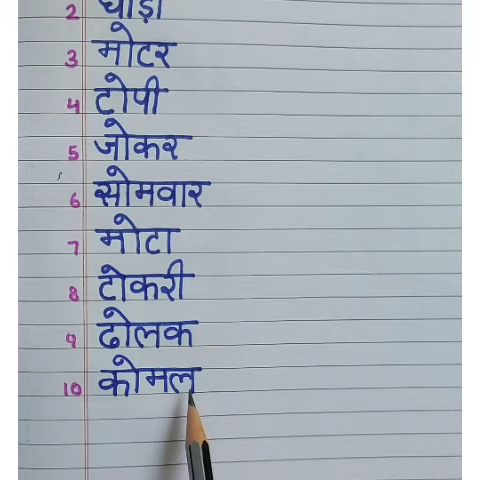 2 घोड़ा
3 मोटर
4 टोपी
5 जोकर
6 सोमवार
7 मोटा
8 टोकरी
9 ढोलक
10 कोमल